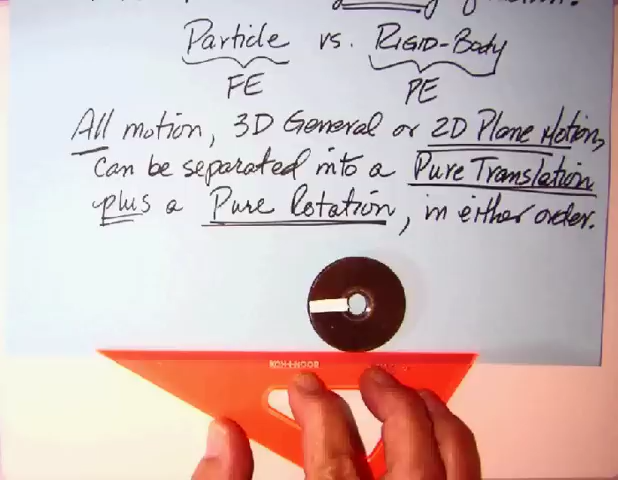 Particle vs. Rigid-Body
FE PE
All motion, 3D General or 2D Plane Motion,
can be separated into a Pure Translation
plus a Pure Rotation, in either order.
KOH-I-NOOR